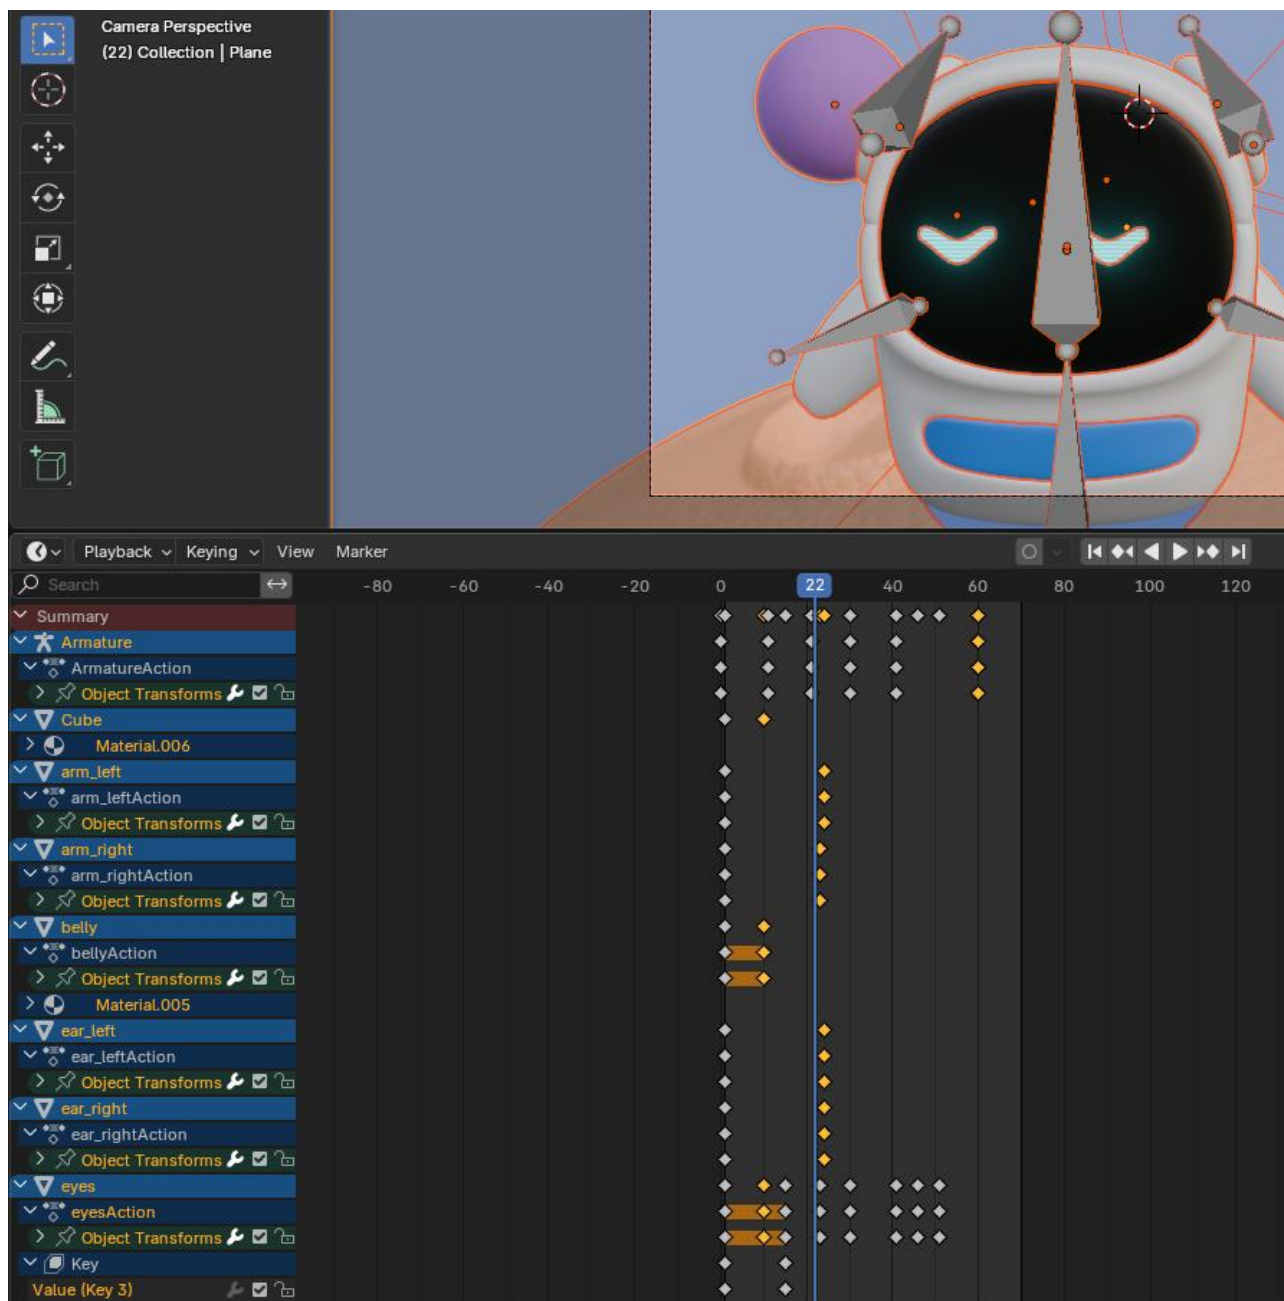 Camera Perspective
(22) Collection | Plane
Playback Keying View Marker
Search
-80 -60 -40 -20 0 22 40 60 80 100 120
Summary
Armature
ArmatureAction
Object Transforms
Cube
Material.006
arm_left
arm_leftAction
Object Transforms
arm_right
arm_rightAction
Object Transforms
belly
bellyAction
Object Transforms
Material.005
ear_left
ear_leftAction
Object Transforms
ear_right
ear_rightAction
Object Transforms
eyes
eyesAction
Object Transforms
Key
Value (Key 3)